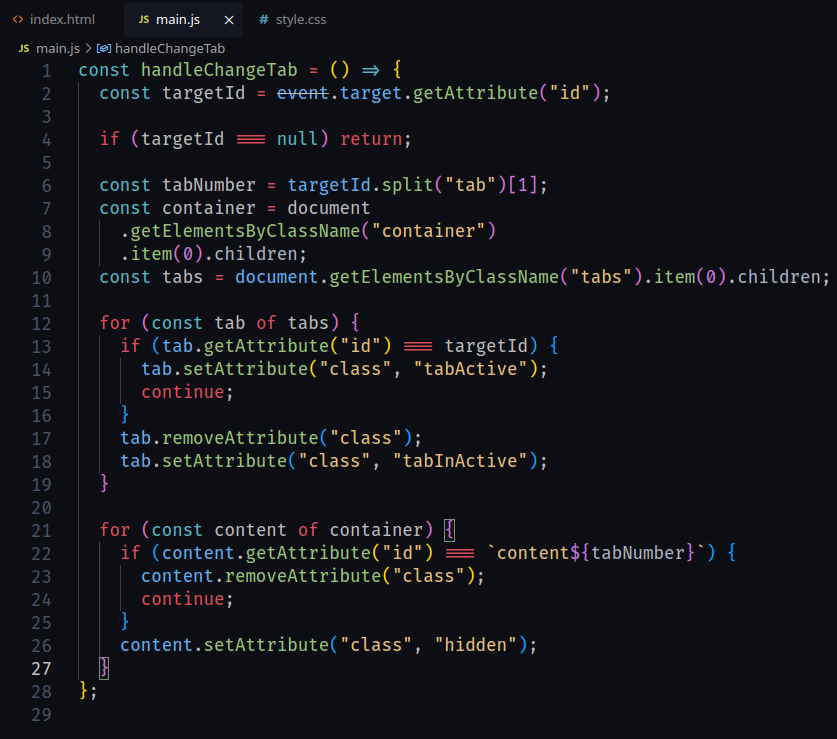 <> index.html JS main.js × # style.css
JS main.js > handleChangeTab
1 const handleChangeTab = () => {
2   const targetId = event.target.getAttribute("id");
3
4   if (targetId === null) return;
5
6   const tabNumber = targetId.split("tab")[1];
7   const container = document
8     .getElementsByClassName("container")
9     .item(0).children;
10   const tabs = document.getElementsByClassName("tabs").item(0).children;
11
12   for (const tab of tabs) {
13     if (tab.getAttribute("id") === targetId) {
14       tab.setAttribute("class", "tabActive");
15       continue;
16     }
17     tab.removeAttribute("class");
18     tab.setAttribute("class", "tabInActive");
19   }
20
21   for (const content of container) {
22     if (content.getAttribute("id") === `content${tabNumber}`) {
23       content.removeAttribute("class");
24       continue;
25     }
26     content.setAttribute("class", "hidden");
27   }
28 };
29